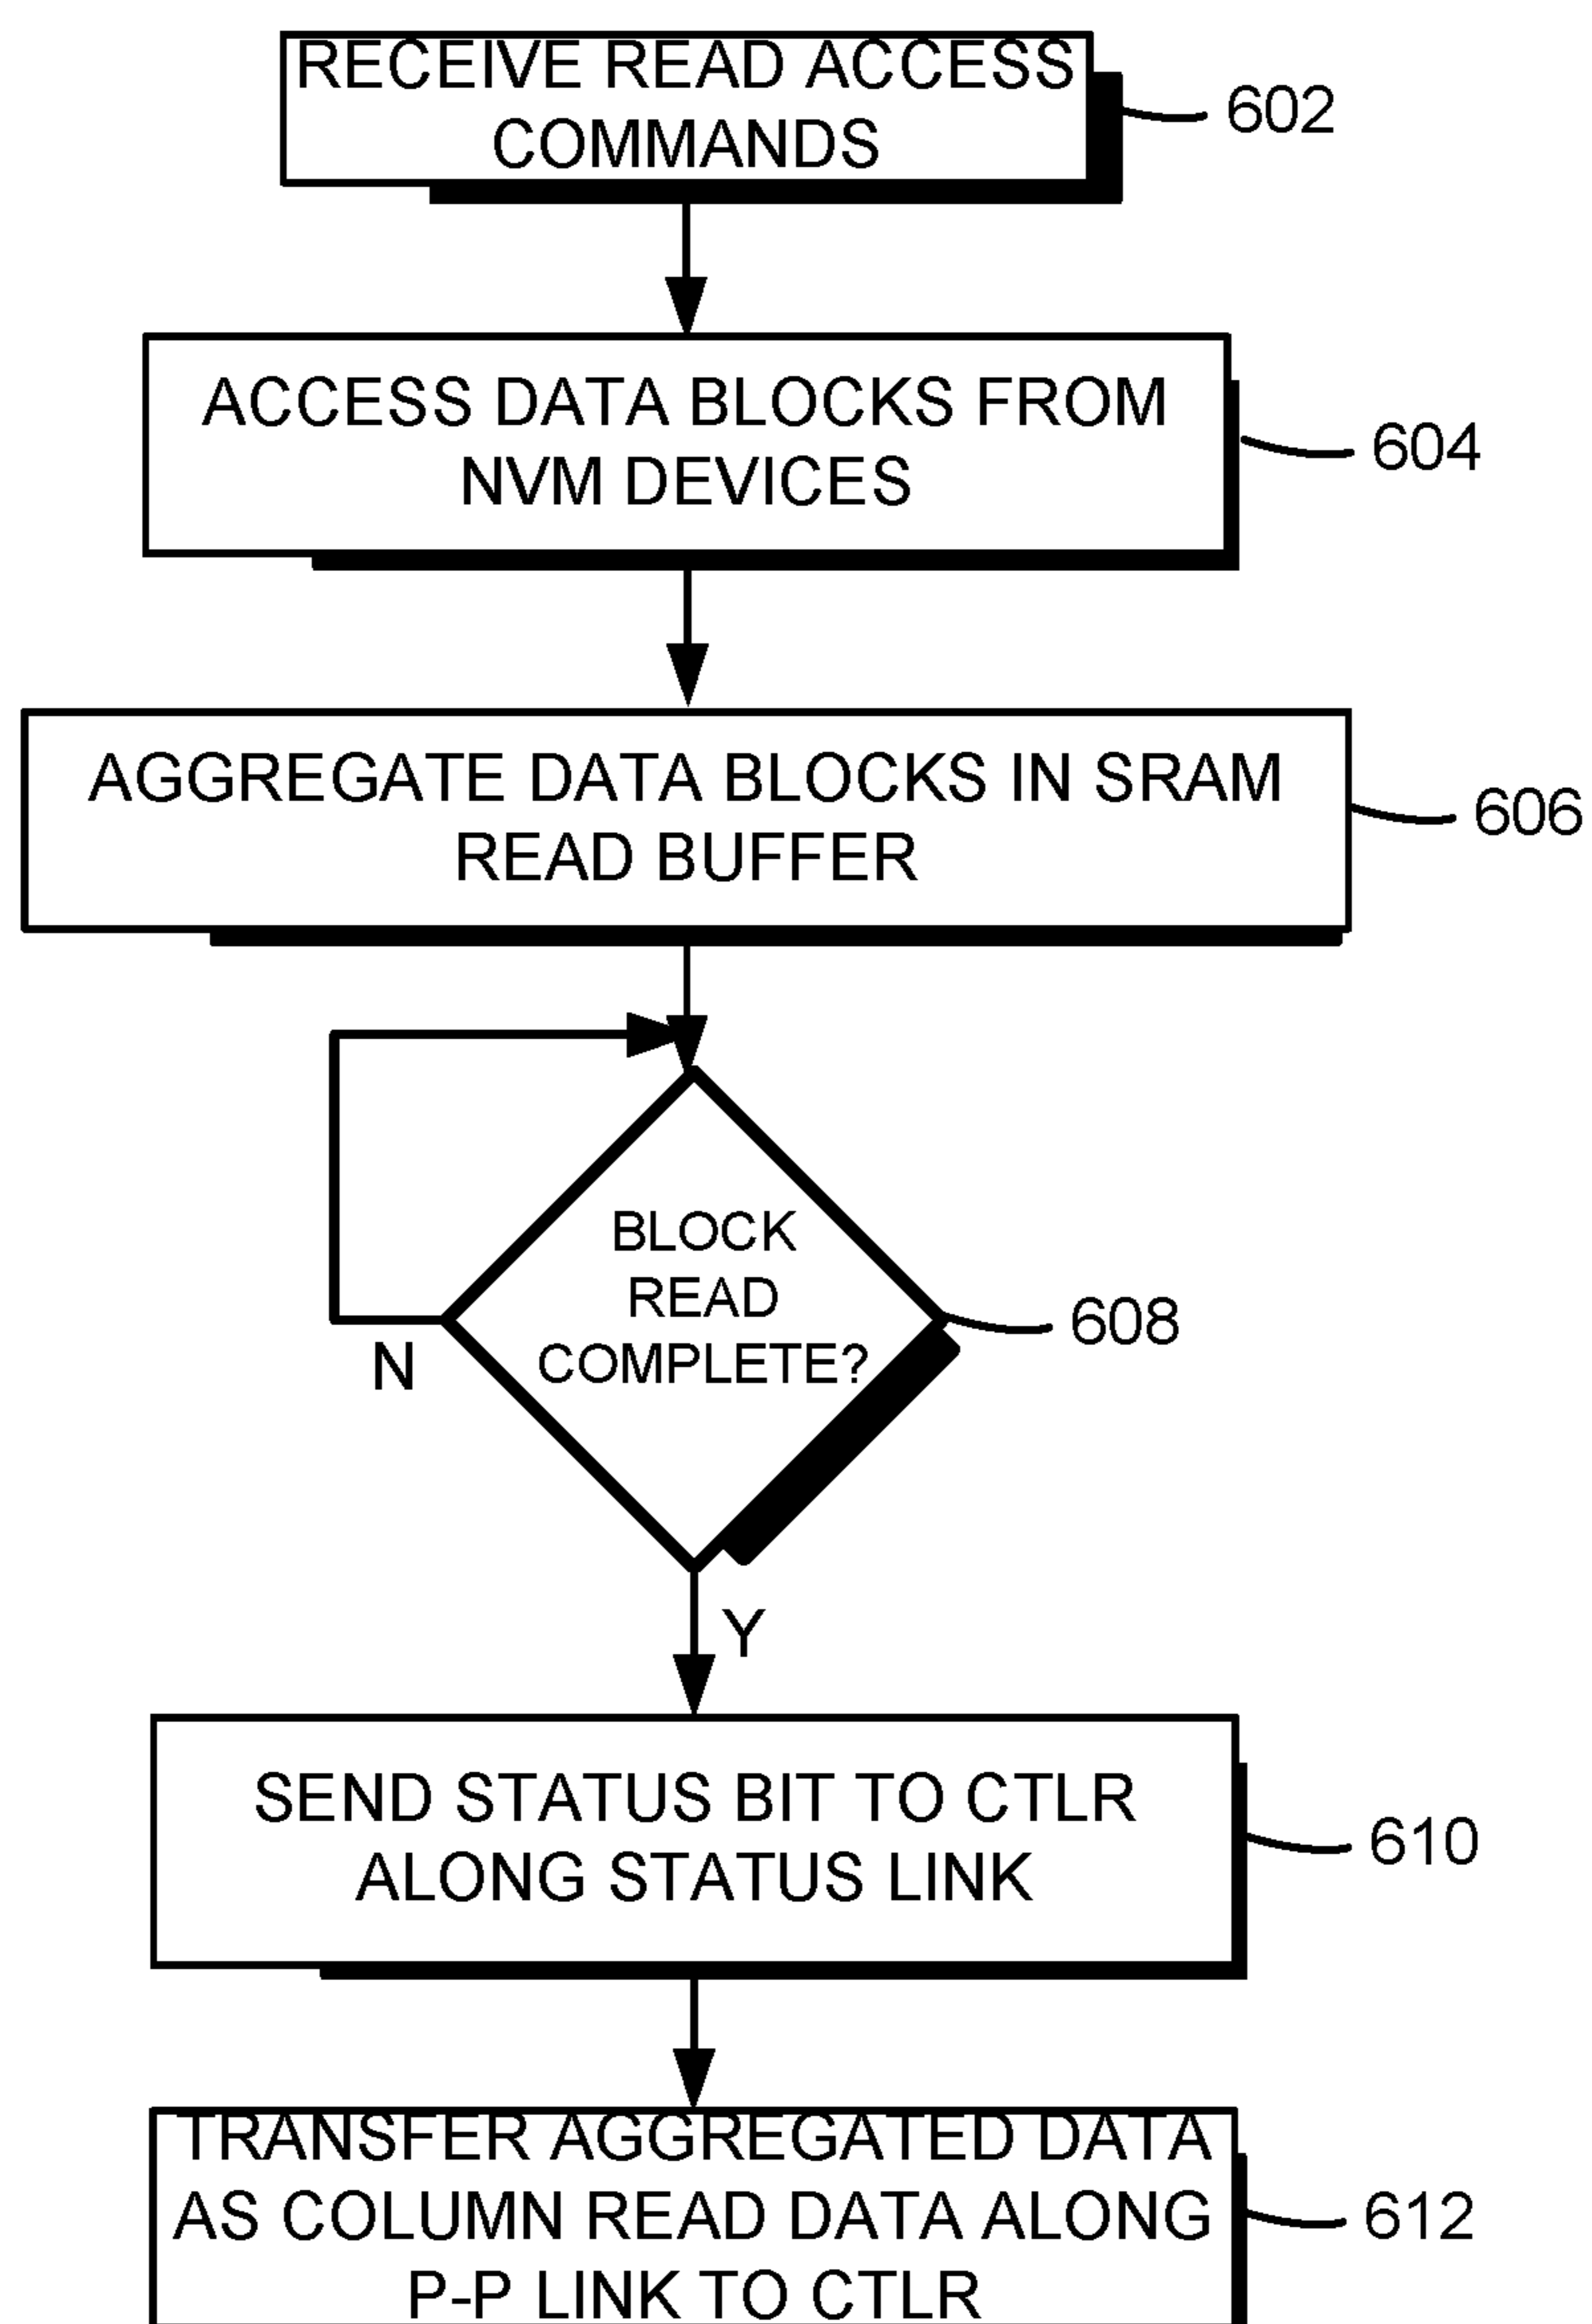 RECEIVE READ ACCESS
COMMANDS
602
ACCESS DATA BLOCKS FROM
NVM DEVICES
604
AGGREGATE DATA BLOCKS IN SRAM
READ BUFFER
606
BLOCK
READ
COMPLETE?
608
N
Y
SEND STATUS BIT TO CTLR
ALONG STATUS LINK
610
TRANSFER AGGREGATED DATA
AS COLUMN READ DATA ALONG
P-P LINK TO CTLR
612